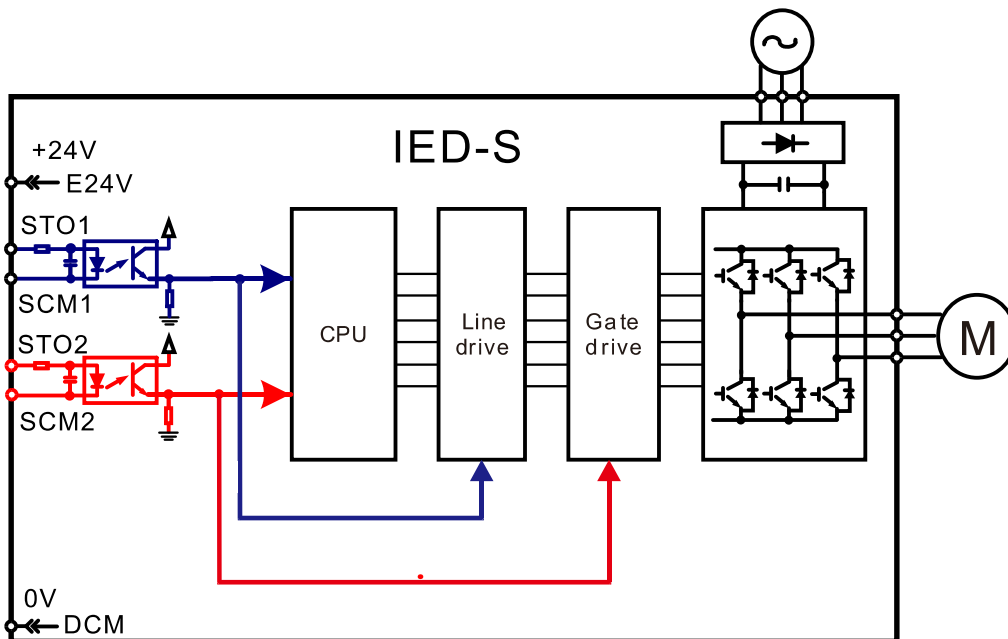 IED-S
+24V
E24V
STO1
SCM1
STO2
SCM2
CPU
Line
drive
Gate
drive
M
0V
DCM